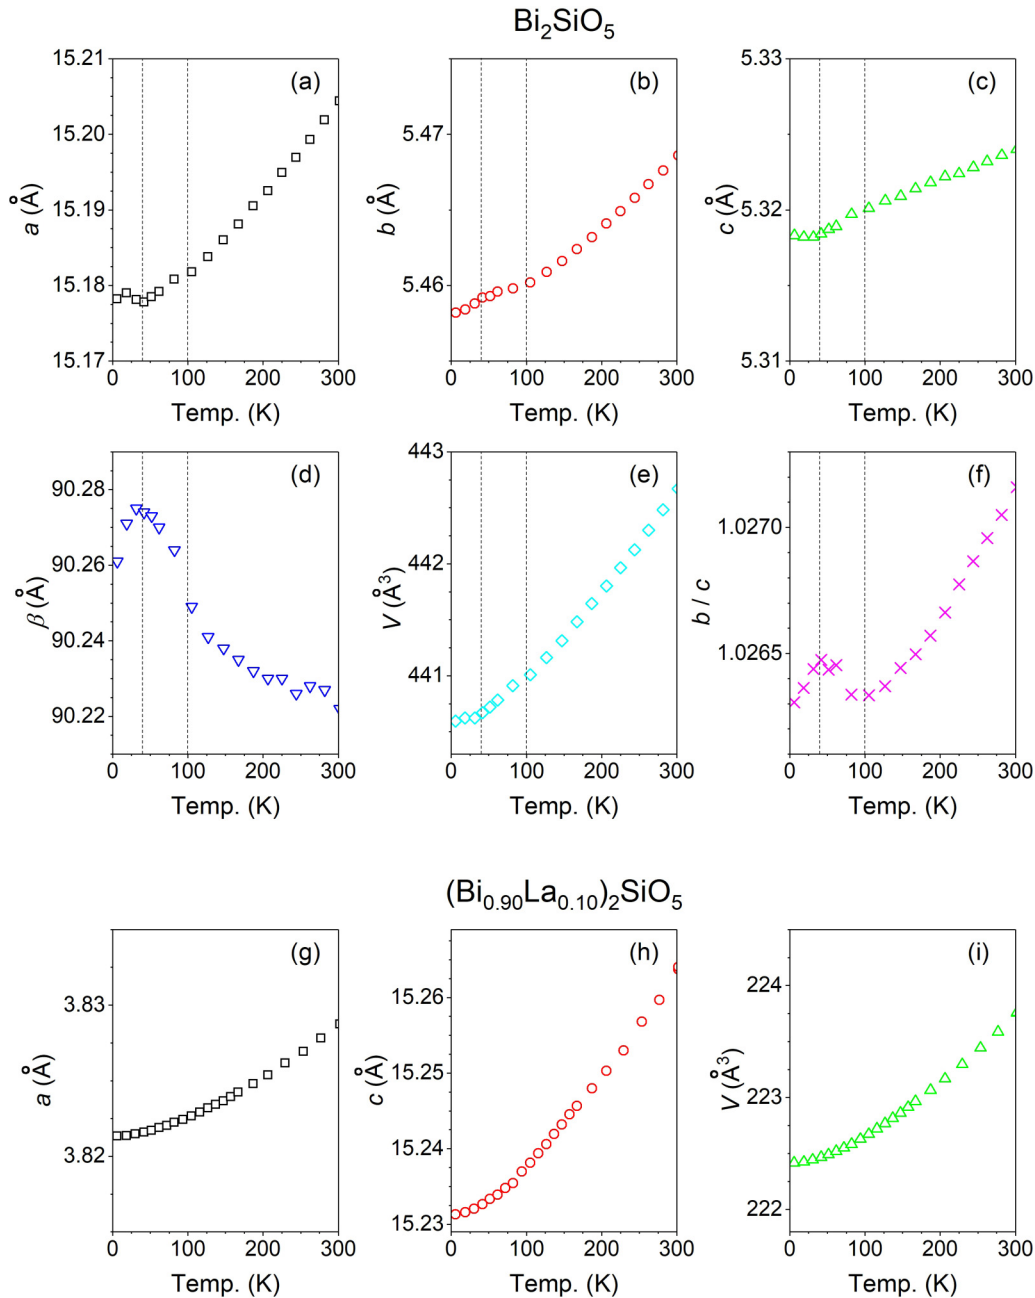 Bi₂SiO₅
15.21
15.20
15.19
15.18
15.17
a (Å)
(a)
0 100 200 300
Temp. (K)
5.47
5.46
b (Å)
(b)
0 100 200 300
Temp. (K)
5.33
5.32
5.31
c (Å)
(c)
0 100 200 300
Temp. (K)
90.28
90.26
90.24
90.22
β (Å)
(d)
0 100 200 300
Temp. (K)
443
442
441
V (Å³)
(e)
0 100 200 300
Temp. (K)
1.0270
1.0265
b / c
(f)
0 100 200 300
Temp. (K)
(Bi₀.₉₀La₀.₁₀)₂SiO₅
3.83
3.82
a (Å)
(g)
0 100 200 300
Temp. (K)
15.26
15.25
15.24
15.23
c (Å)
(h)
0 100 200 300
Temp. (K)
224
223
222
V (Å³)
(i)
0 100 200 300
Temp. (K)